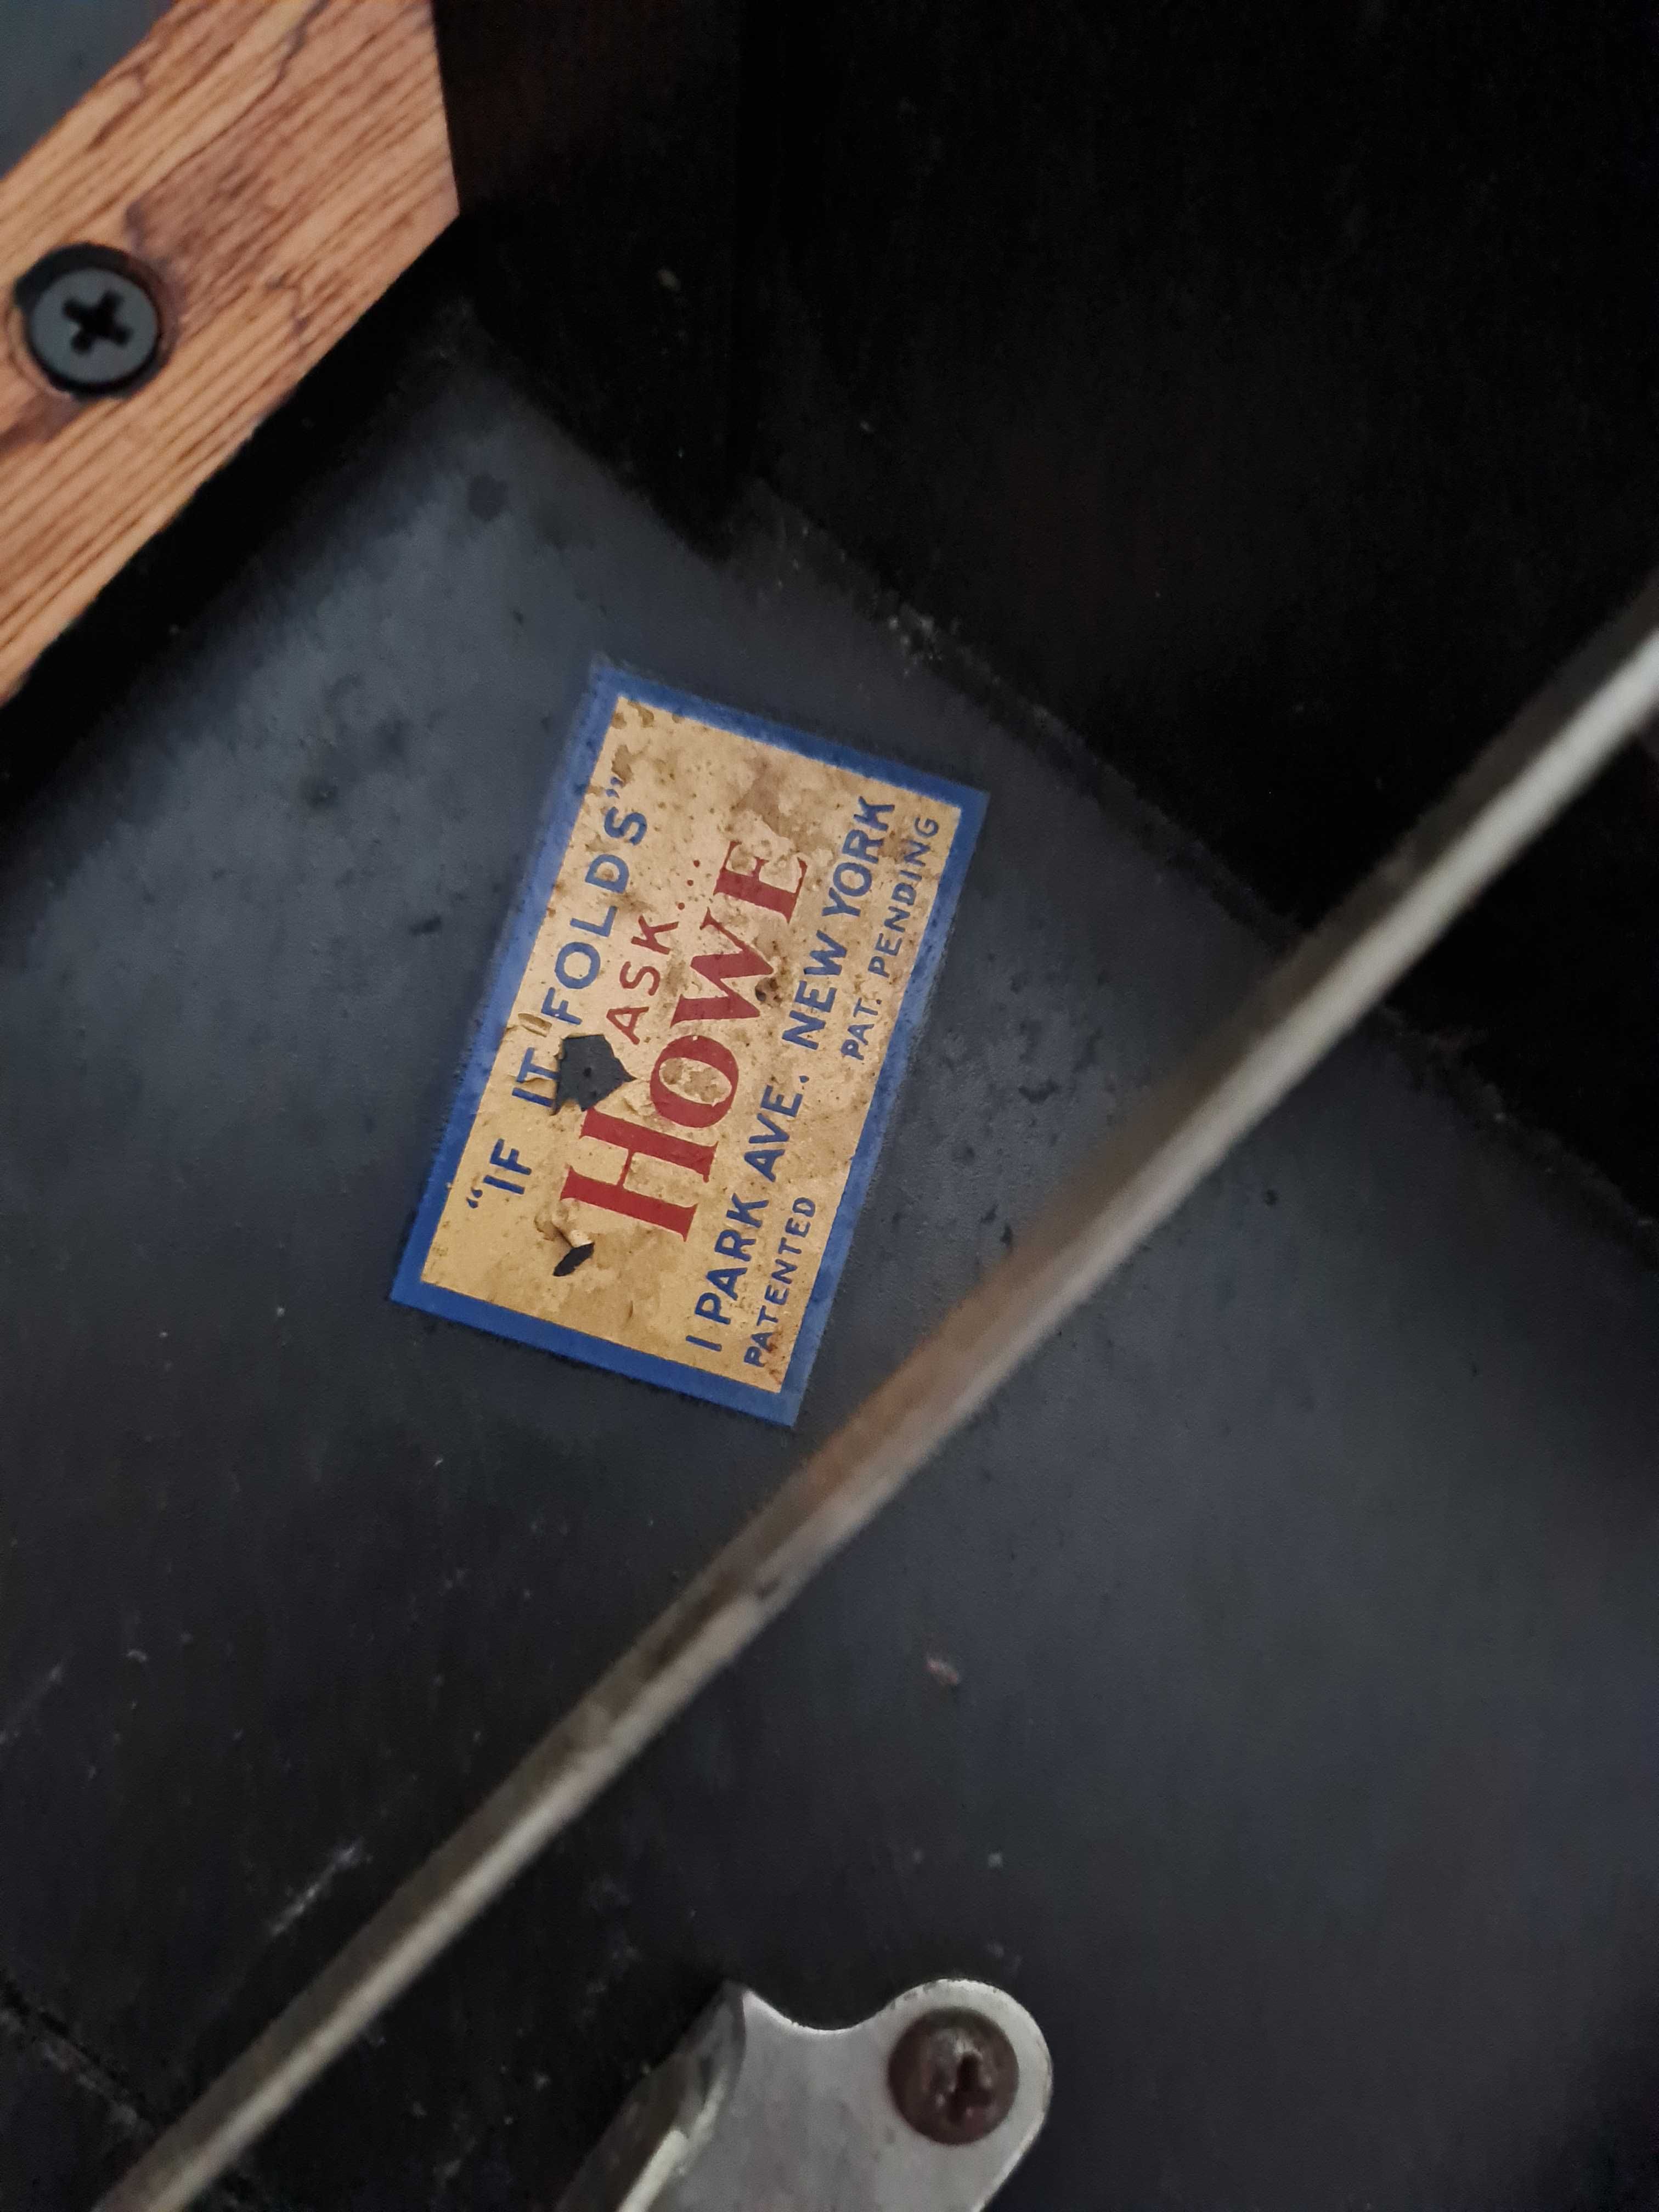 “IF IT FOLDS”
ASK...
HOWE
1 PARK AVE. NEW YORK
PATENTED PAT. PENDING